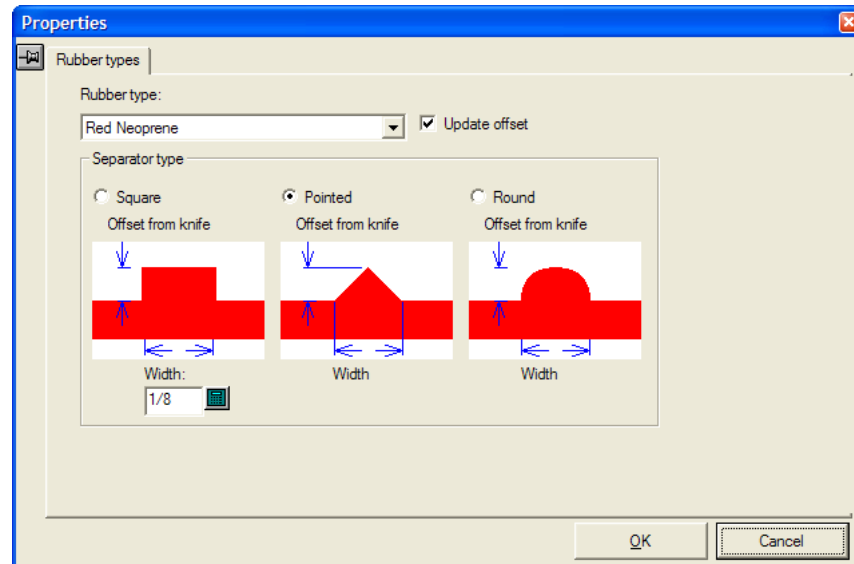 Properties
Rubber types
Rubber type:
Red Neoprene
Update offset
Separator type
Square Pointed Round
Offset from knife Offset from knife Offset from knife
Width: Width Width
1/8
OK Cancel